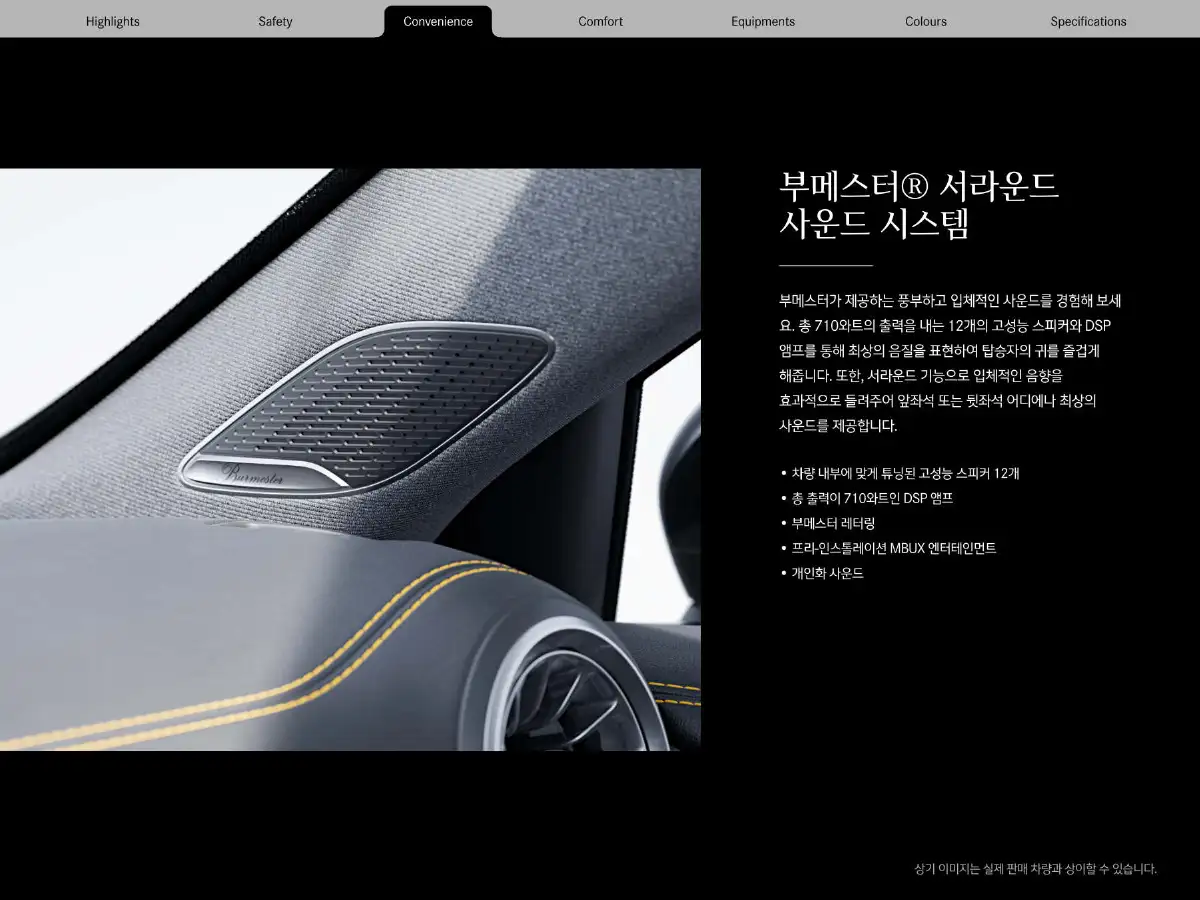 Highlights
Safety
Convenience
Comfort
Equipments
Colours
Specifications
부메스터® 서라운드
사운드 시스템
부메스터가 제공하는 풍부하고 입체적인 사운드를 경험해 보세
요. 총 710와트의 출력을 내는 12개의 고성능 스피커와 DSP
앰프를 통해 최상의 음질을 표현하여 탑승자의 귀를 즐겁게
해줍니다. 또한, 서라운드 기능으로 입체적인 음향을
효과적으로 들려주어 앞좌석 또는 뒷좌석 어디에나 최상의
사운드를 제공합니다.
• 차량 내부에 맞게 튜닝된 고성능 스피커 12개
• 총 출력이 710와트인 DSP 앰프
• 부메스터 레터링
• 프리-인스톨레이션 MBUX 엔터테인먼트
• 개인화 사운드
Burmester
상기 이미지는 실제 판매 차량과 상이할 수 있습니다.